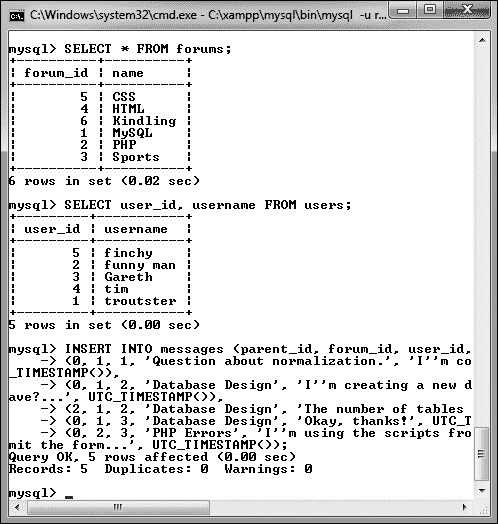 C:\Windows\system32\cmd.exe - C:\xampp\mysql\bin\mysql -u r...
mysql> SELECT * FROM forums;
+----------+----------+
| forum_id | name     |
+----------+----------+
|        5 | CSS      |
|        4 | HTML     |
|        6 | Kindling |
|        1 | MySQL    |
|        2 | PHP      |
|        3 | Sports   |
+----------+----------+
6 rows in set (0.02 sec)
mysql> SELECT user_id, username FROM users;
+---------+-----------+
| user_id | username  |
+---------+-----------+
|       5 | finchy    |
|       2 | funny man |
|       3 | Gareth    |
|       4 | tim       |
|       1 | troutster |
+---------+-----------+
5 rows in set (0.00 sec)
mysql> INSERT INTO messages (parent_id, forum_id, user_id,
    -> (0, 1, 1, 'Question about normalization.', 'I''m co
_TIMESTAMP()),
    -> (0, 1, 2, 'Database Design', 'I''m creating a new d
ave?...', UTC_TIMESTAMP()),
    -> (2, 1, 2, 'Database Design', 'The number of tables
    -> (0, 1, 3, 'Database Design', 'Okay, thanks!', UTC_T
    -> (0, 2, 3, 'PHP Errors', 'I''m using the scripts fro
mit the form...', UTC_TIMESTAMP());
Query OK, 5 rows affected (0.00 sec)
Records: 5  Duplicates: 0  Warnings: 0
mysql> _